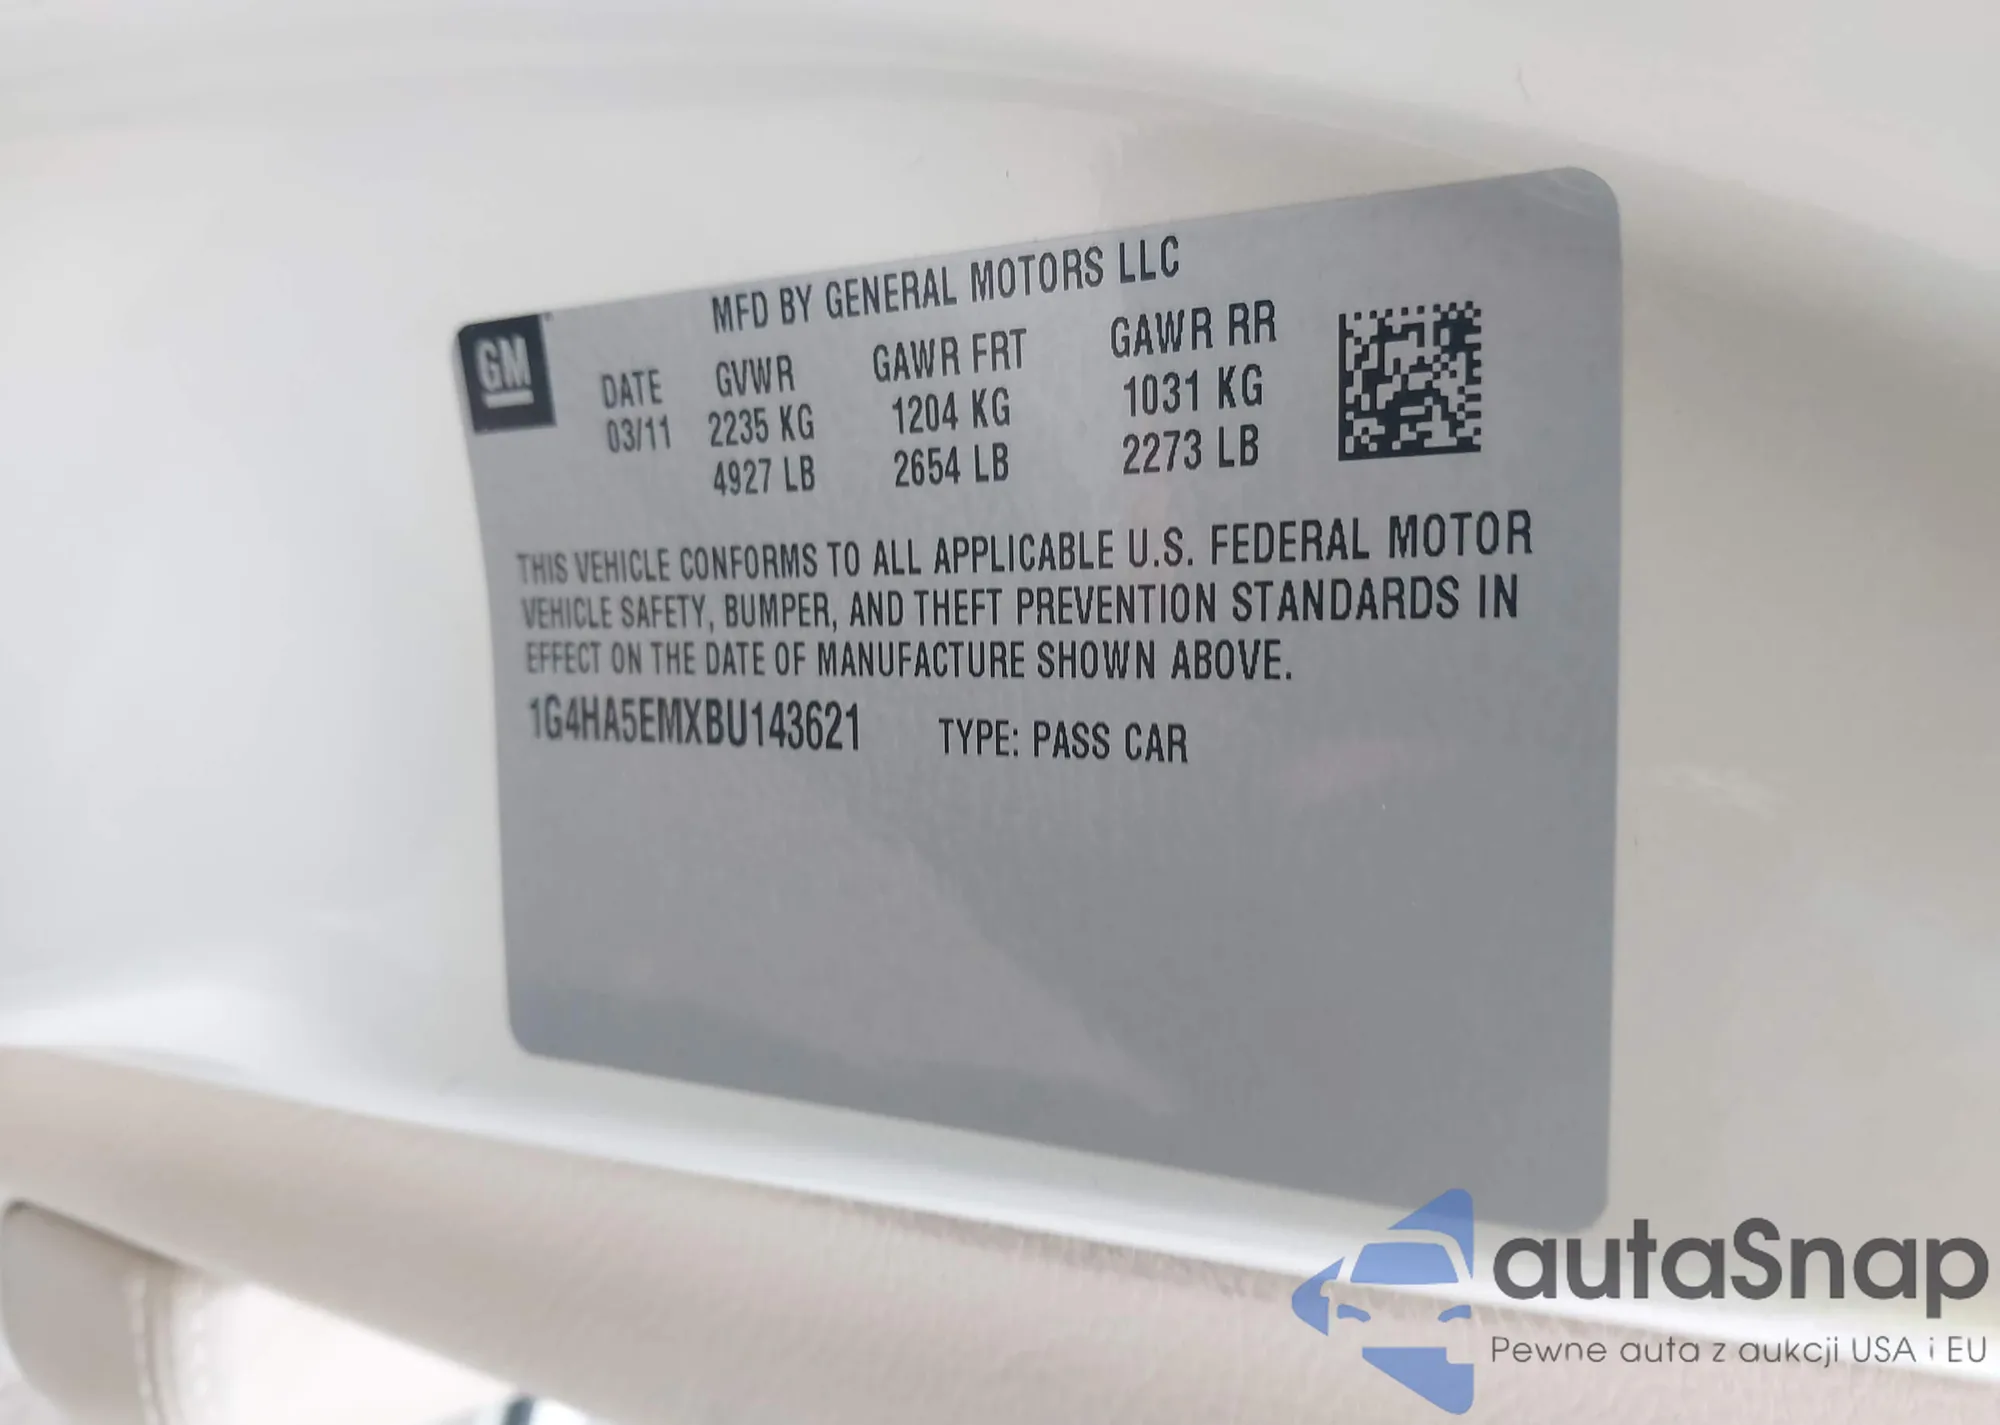 MFD BY GENERAL MOTORS LLC
GM
DATE GVWR GAWR FRT GAWR RR
03/11 2235 KG 1204 KG 1031 KG
4927 LB 2654 LB 2273 LB
THIS VEHICLE CONFORMS TO ALL APPLICABLE U.S. FEDERAL MOTOR
VEHICLE SAFETY, BUMPER, AND THEFT PREVENTION STANDARDS IN
EFFECT ON THE DATE OF MANUFACTURE SHOWN ABOVE.
1G4HA5EMXBU143621 TYPE: PASS CAR
autaSnap
Pewne auta z aukcji USA i EU